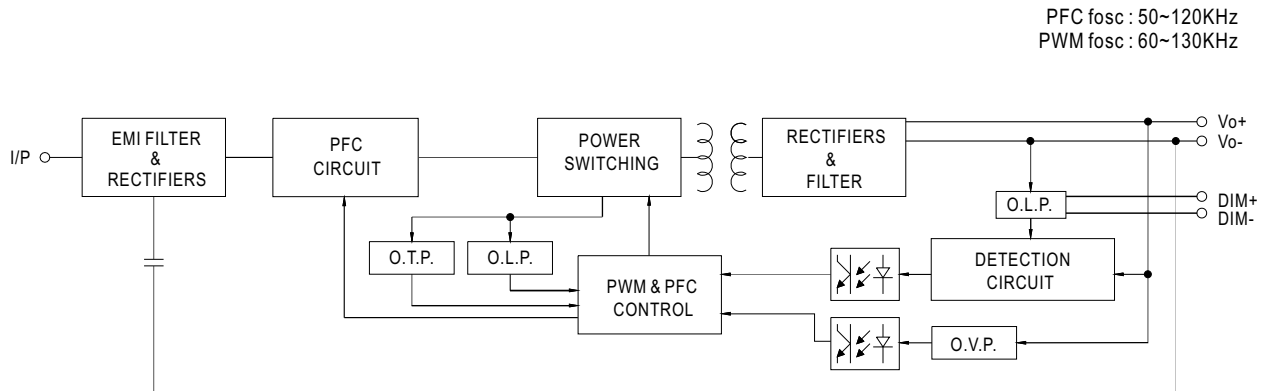 PFC fosc : 50~120KHz
PWM fosc : 60~130KHz
I/P
EMI FILTER
&
RECTIFIERS
PFC
CIRCUIT
POWER
SWITCHING
RECTIFIERS
&
FILTER
Vo+
Vo-
DIM+
DIM-
O.L.P.
O.T.P.
O.L.P.
PWM & PFC
CONTROL
DETECTION
CIRCUIT
O.V.P.